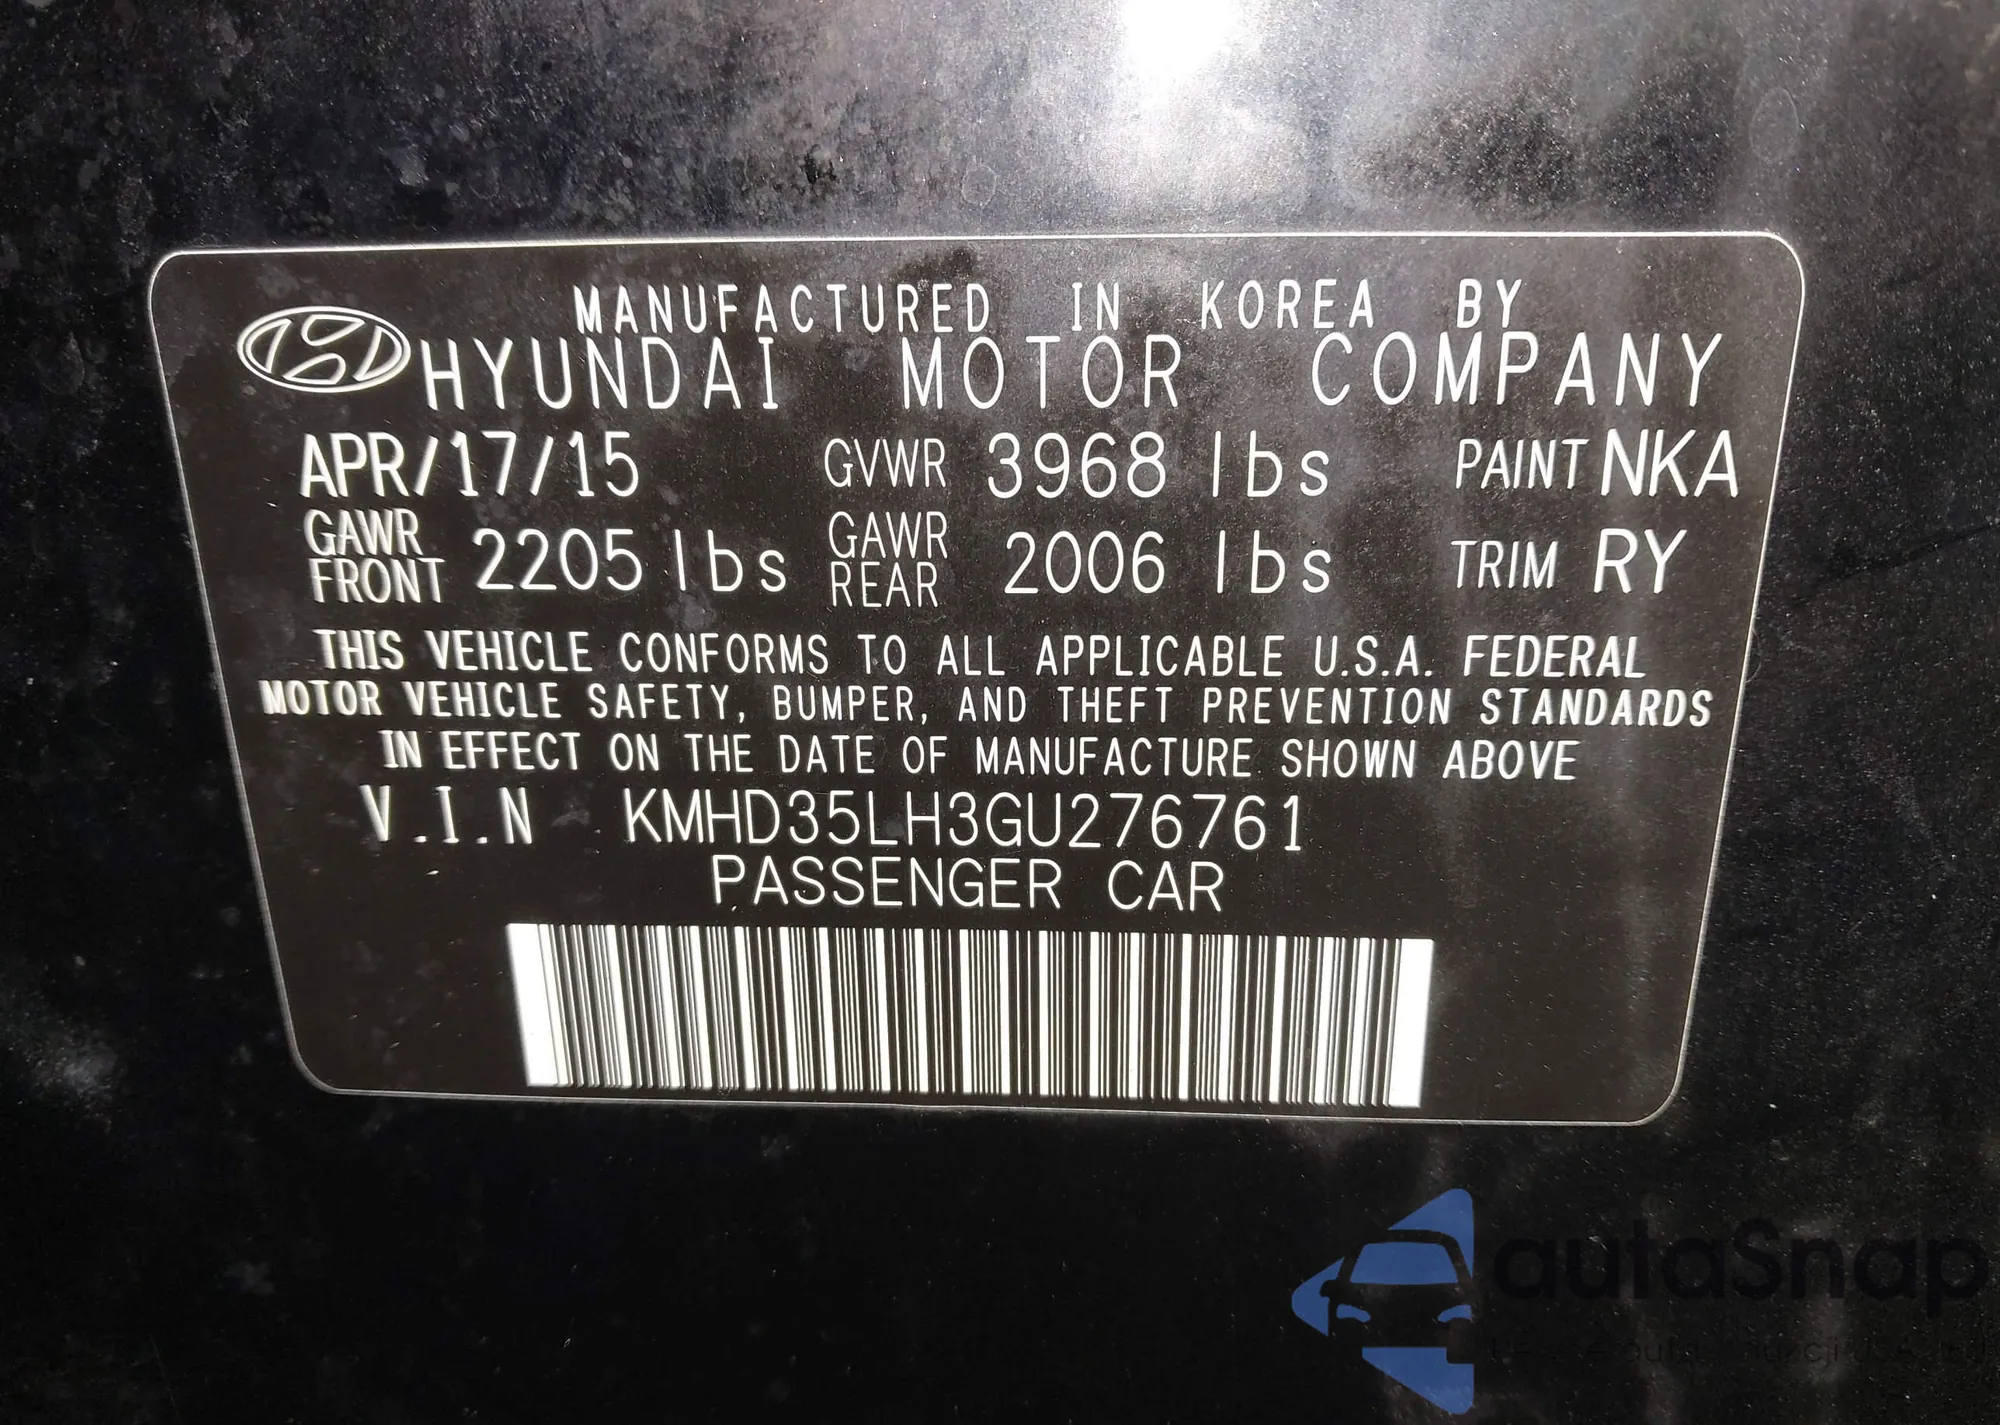 MANUFACTURED IN KOREA BY
HYUNDAI MOTOR COMPANY
APR/17/15 GVWR 3968 lbs PAINT NKA
GAWR FRONT 2205 lbs GAWR REAR 2006 lbs TRIM RY
THIS VEHICLE CONFORMS TO ALL APPLICABLE U.S.A. FEDERAL
MOTOR VEHICLE SAFETY, BUMPER, AND THEFT PREVENTION STANDARDS
IN EFFECT ON THE DATE OF MANUFACTURE SHOWN ABOVE
V.I.N KMHD35LH3GU276761
PASSENGER CAR
autaSnap